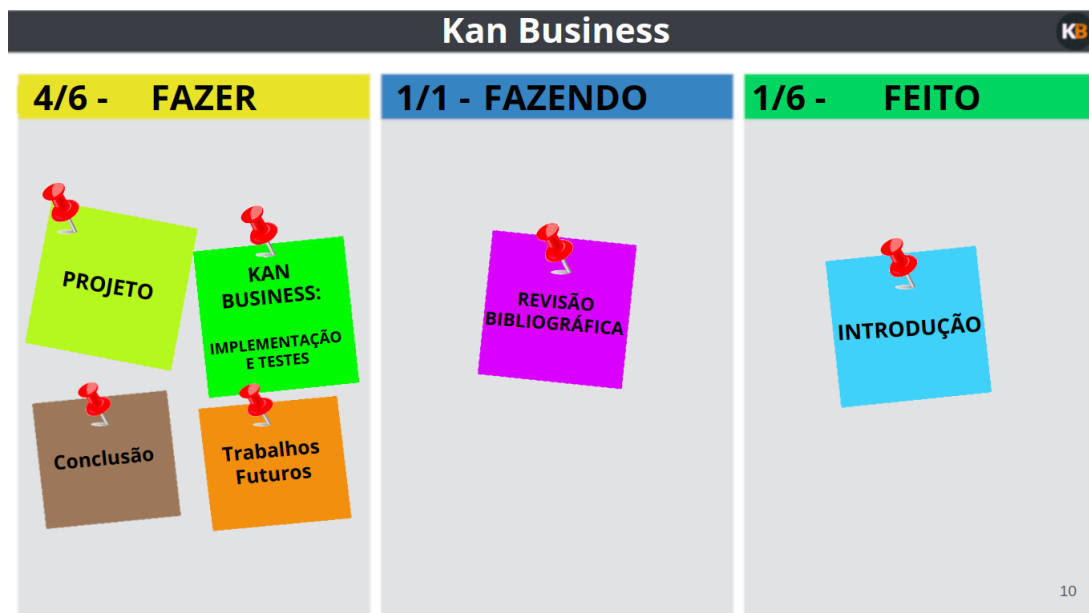 Kan Business
KB
4/6 - FAZER
1/1 - FAZENDO
1/6 - FEITO
PROJETO
KAN
BUSINESS:
IMPLEMENTAÇÃO
E TESTES
Conclusão
Trabalhos
Futuros
REVISÃO
BIBLIOGRÁFICA
INTRODUÇÃO
10